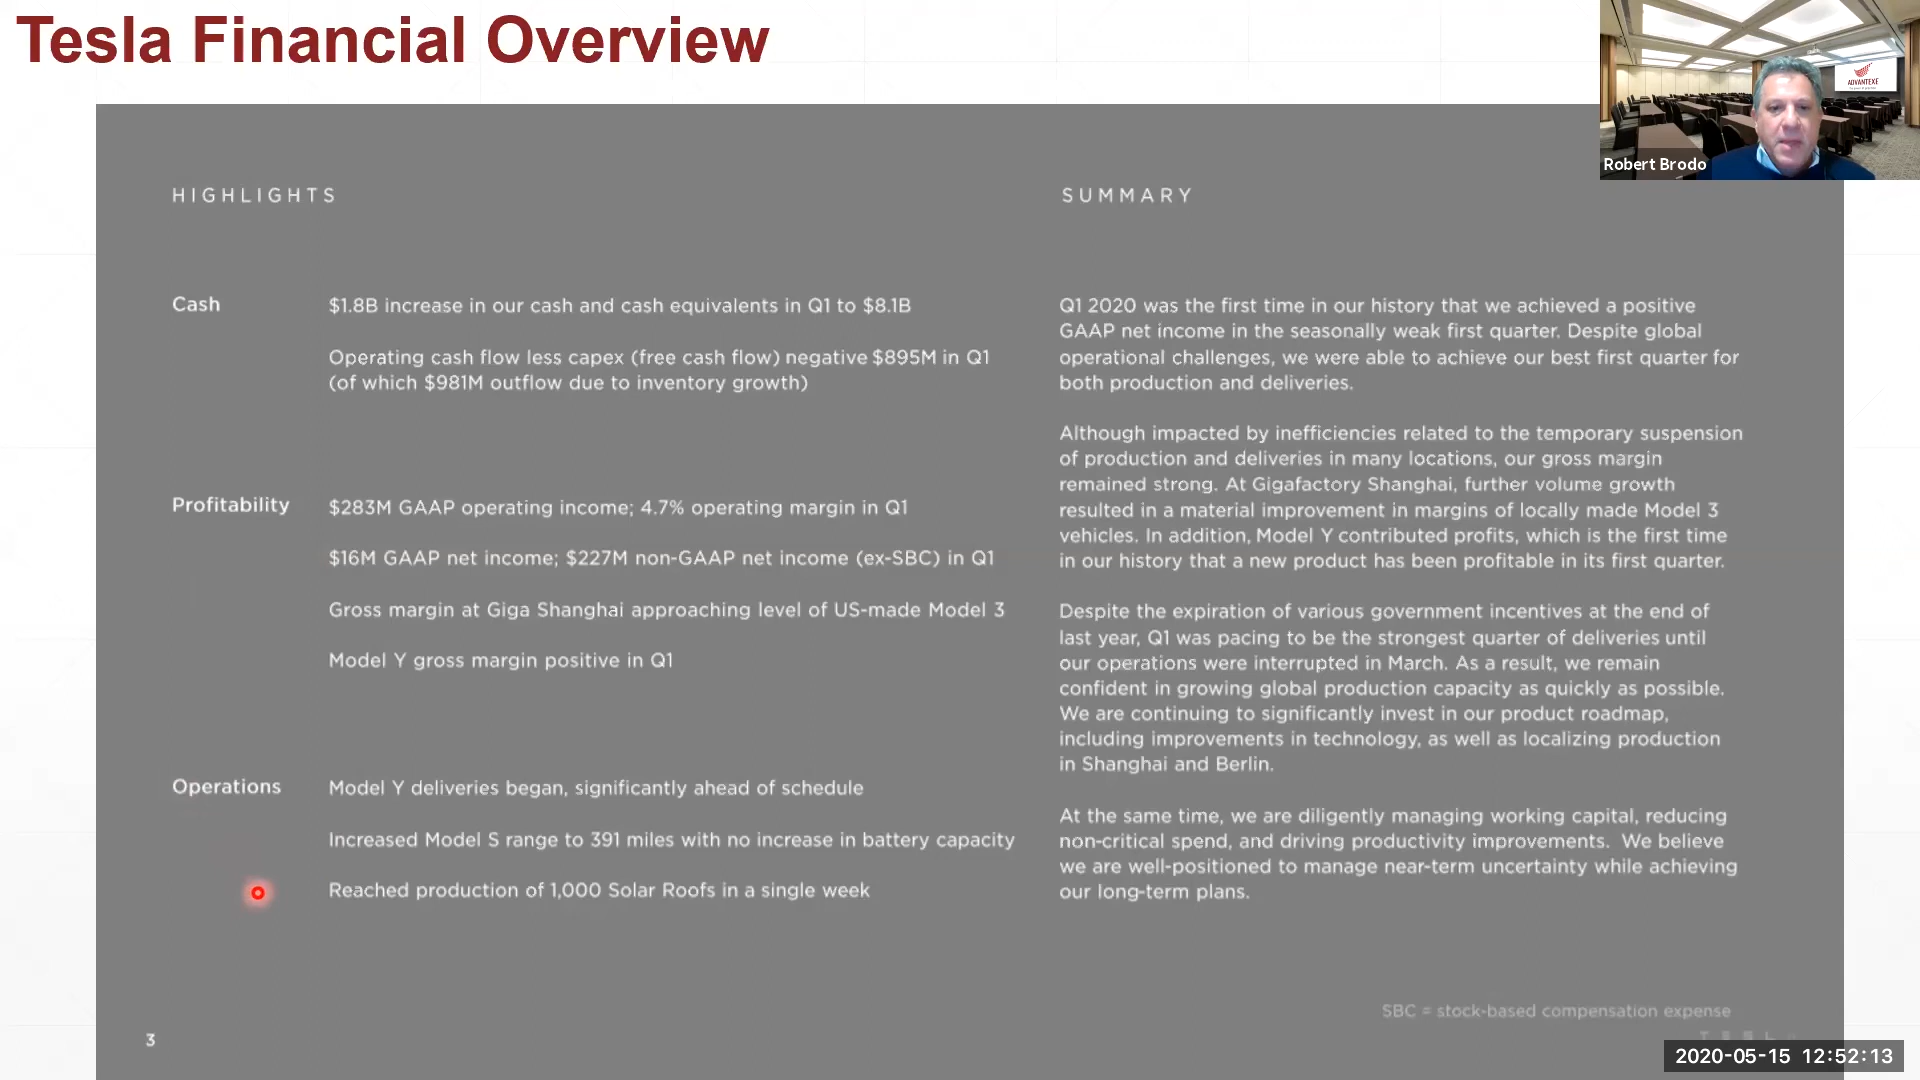 Tesla Financial Overview
ADVANTEXE
Robert Brodo
HIGHLIGHTS
Cash
$1.8B increase in our cash and cash equivalents in Q1 to $8.1B
Operating cash flow less capex (free cash flow) negative $895M in Q1
(of which $981M outflow due to inventory growth)
Profitability
$283M GAAP operating income; 4.7% operating margin in Q1
$16M GAAP net income; $227M non-GAAP net income (ex-SBC) in Q1
Gross margin at Giga Shanghai approaching level of US-made Model 3
Model Y gross margin positive in Q1
Operations
Model Y deliveries began, significantly ahead of schedule
Increased Model S range to 391 miles with no increase in battery capacity
Reached production of 1,000 Solar Roofs in a single week
SUMMARY
Q1 2020 was the first time in our history that we achieved a positive
GAAP net income in the seasonally weak first quarter. Despite global
operational challenges, we were able to achieve our best first quarter for
both production and deliveries.
Although impacted by inefficiencies related to the temporary suspension
of production and deliveries in many locations, our gross margin
remained strong. At Gigafactory Shanghai, further volume growth
resulted in a material improvement in margins of locally made Model 3
vehicles. In addition, Model Y contributed profits, which is the first time
in our history that a new product has been profitable in its first quarter.
Despite the expiration of various government incentives at the end of
last year, Q1 was pacing to be the strongest quarter of deliveries until
our operations were interrupted in March. As a result, we remain
confident in growing global production capacity as quickly as possible.
We are continuing to significantly invest in our product roadmap,
including improvements in technology, as well as localizing production
in Shanghai and Berlin.
At the same time, we are diligently managing working capital, reducing
non-critical spend, and driving productivity improvements. We believe
we are well-positioned to manage near-term uncertainty while achieving
our long-term plans.
SBC = stock-based compensation expense
3
2020-05-15 12:52:13